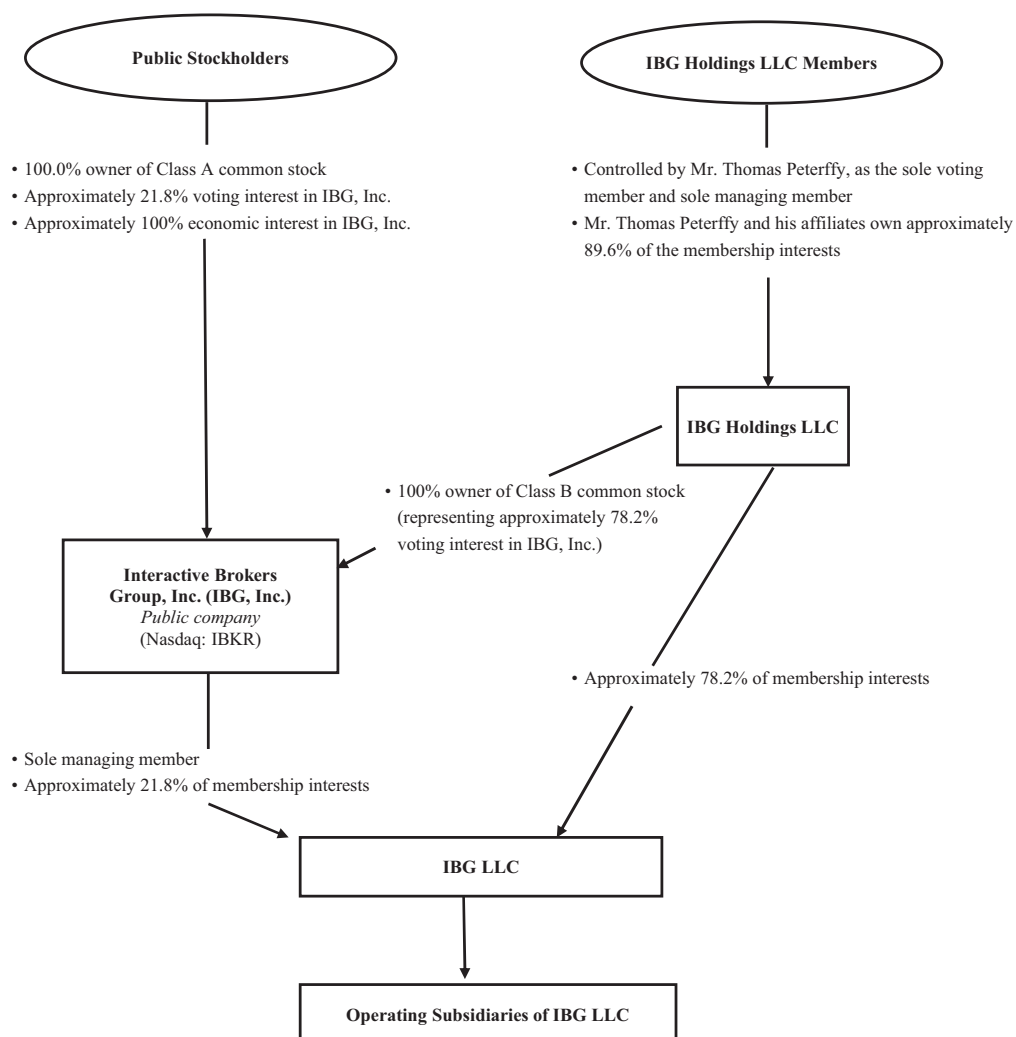 Public Stockholders
IBG Holdings LLC Members
• 100.0% owner of Class A common stock
• Approximately 21.8% voting interest in IBG, Inc.
• Approximately 100% economic interest in IBG, Inc.
• Controlled by Mr. Thomas Peterffy, as the sole voting
member and sole managing member
• Mr. Thomas Peterffy and his affiliates own approximately
89.6% of the membership interests
IBG Holdings LLC
• 100% owner of Class B common stock
(representing approximately 78.2%
voting interest in IBG, Inc.)
Interactive Brokers
Group, Inc. (IBG, Inc.)
Public company
(Nasdaq: IBKR)
• Approximately 78.2% of membership interests
• Sole managing member
• Approximately 21.8% of membership interests
IBG LLC
Operating Subsidiaries of IBG LLC